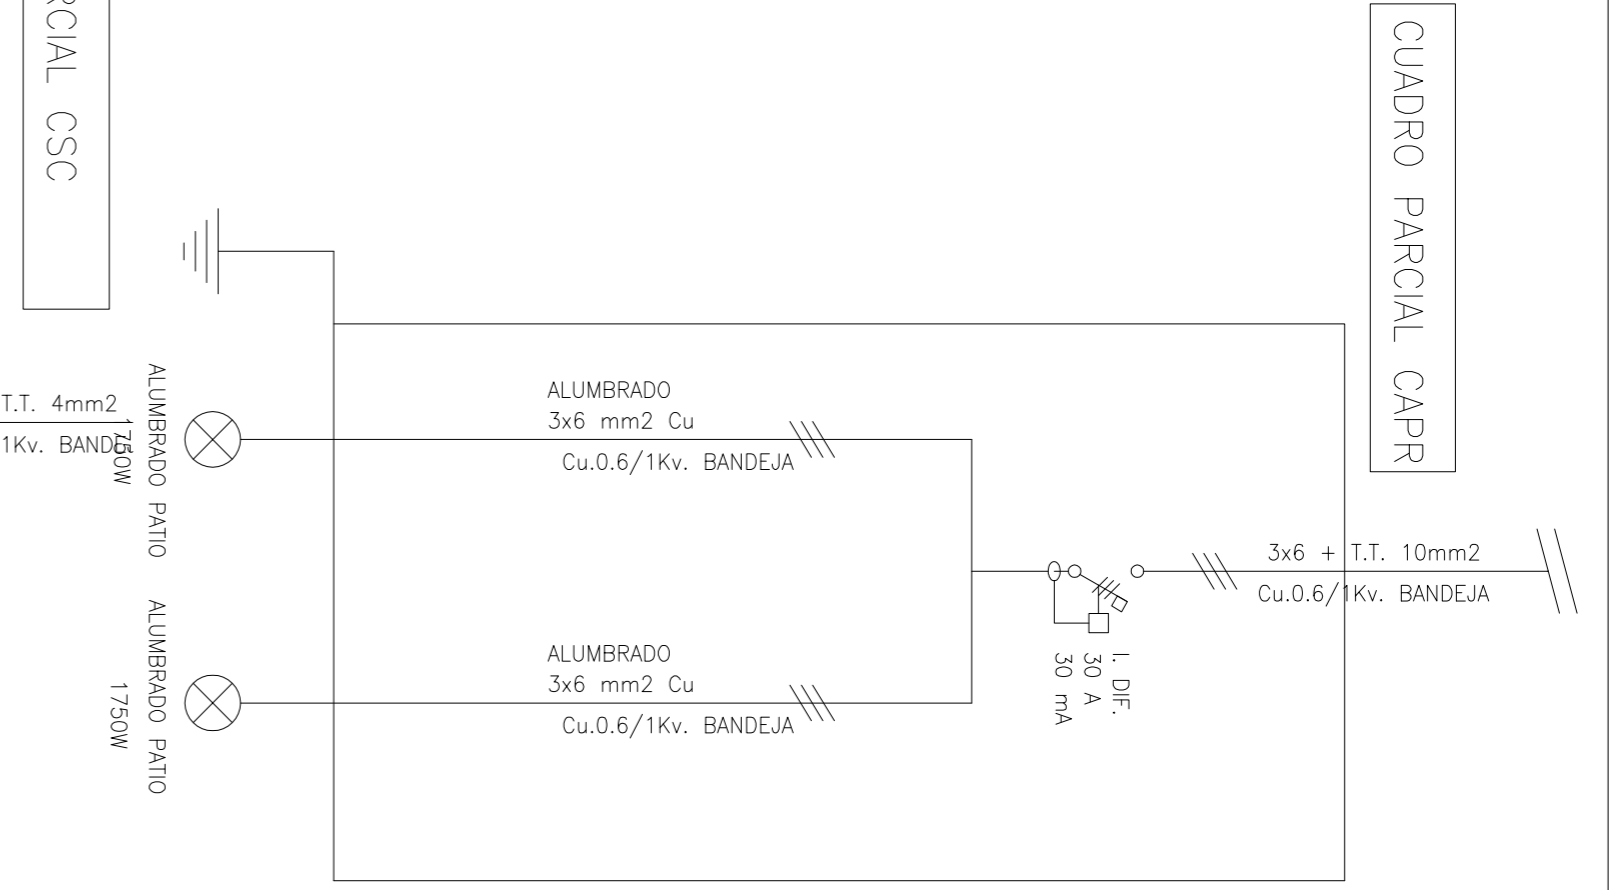 CUADRO PARCIAL CAPR
CSC
ALUMBRADO
3x6 mm2 Cu
Cu.0.6/1Kv. BANDEJA
3x6 + T.T. 10mm2
Cu.0.6/1Kv. BANDEJA
I. DIF.
30 A
30 mA
ALUMBRADO
3x6 mm2 Cu
Cu.0.6/1Kv. BANDEJA
ALUMBRADO PATIO
1750W
ALUMBRADO PATIO
1750W
T.T. 4mm2
1Kv. BANDEJA